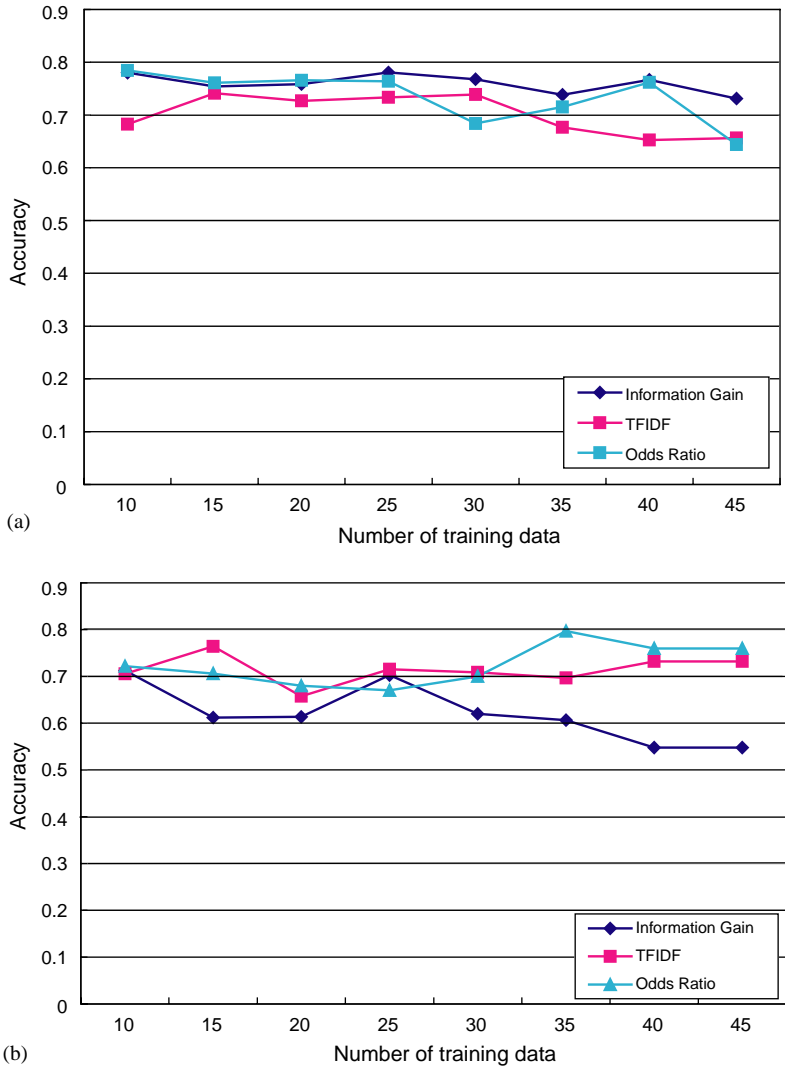 0.9
0.8
0.7
0.6
0.5
0.4
0.3
0.2
0.1
0
Accuracy
Information Gain
TFIDF
Odds Ratio
10 15 20 25 30 35 40 45
Number of training data
(a)
0.9
0.8
0.7
0.6
0.5
0.4
0.3
0.2
0.1
0
Accuracy
Information Gain
TFIDF
Odds Ratio
10 15 20 25 30 35 40 45
Number of training data
(b)